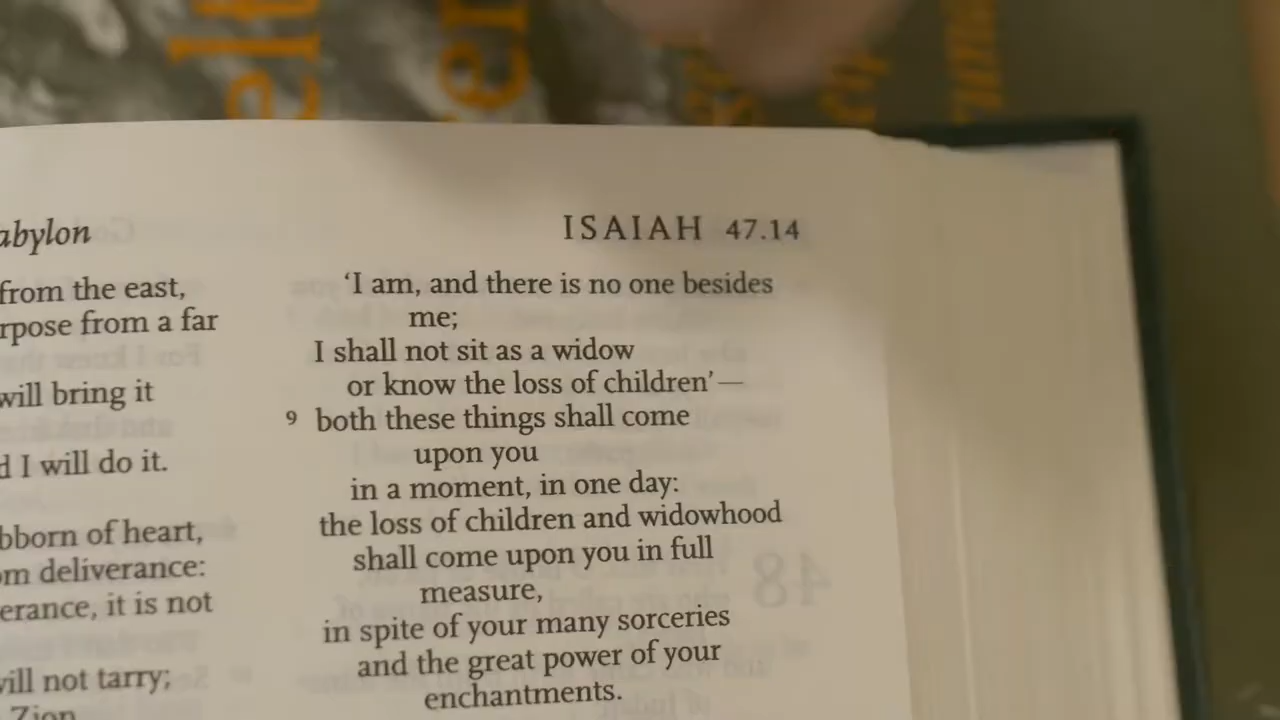 abylon
ISAIAH 47.14
from the east,
rpose from a far
will bring it
d I will do it.
bborn of heart,
om deliverance:
erance, it is not
will not tarry;
Zion
‘I am, and there is no one besides
me;
I shall not sit as a widow
or know the loss of children’—
9 both these things shall come
upon you
in a moment, in one day:
the loss of children and widowhood
shall come upon you in full
measure,
in spite of your many sorceries
and the great power of your
enchantments.
48